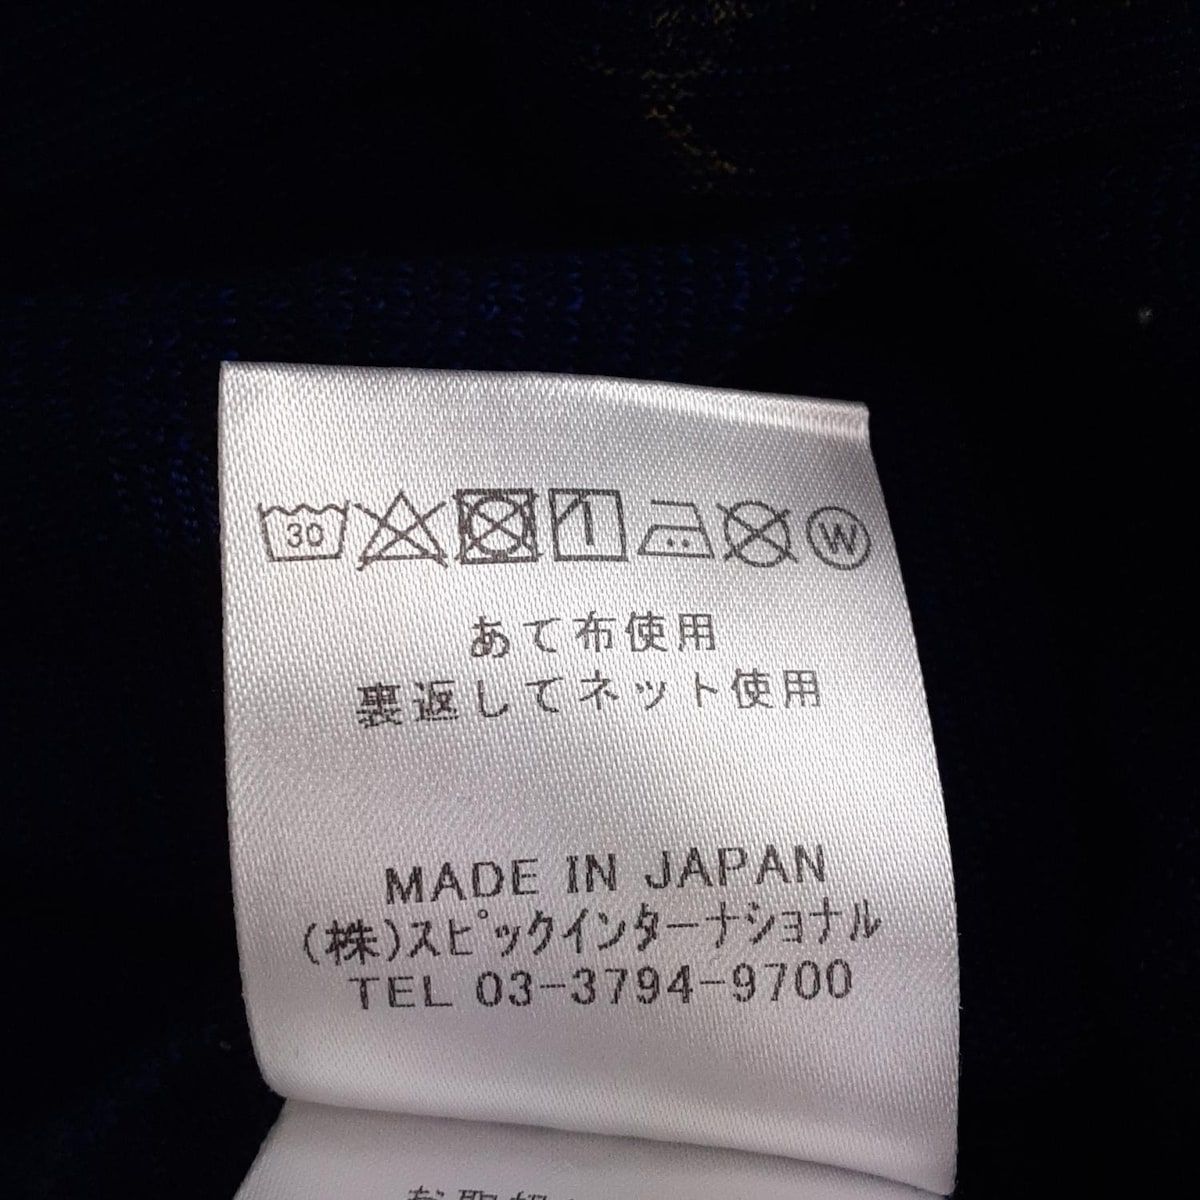 30 W
あて布使用
裏返してネット使用
MADE IN JAPAN
(株)スピックインターナショナル
TEL 03-3794-9700